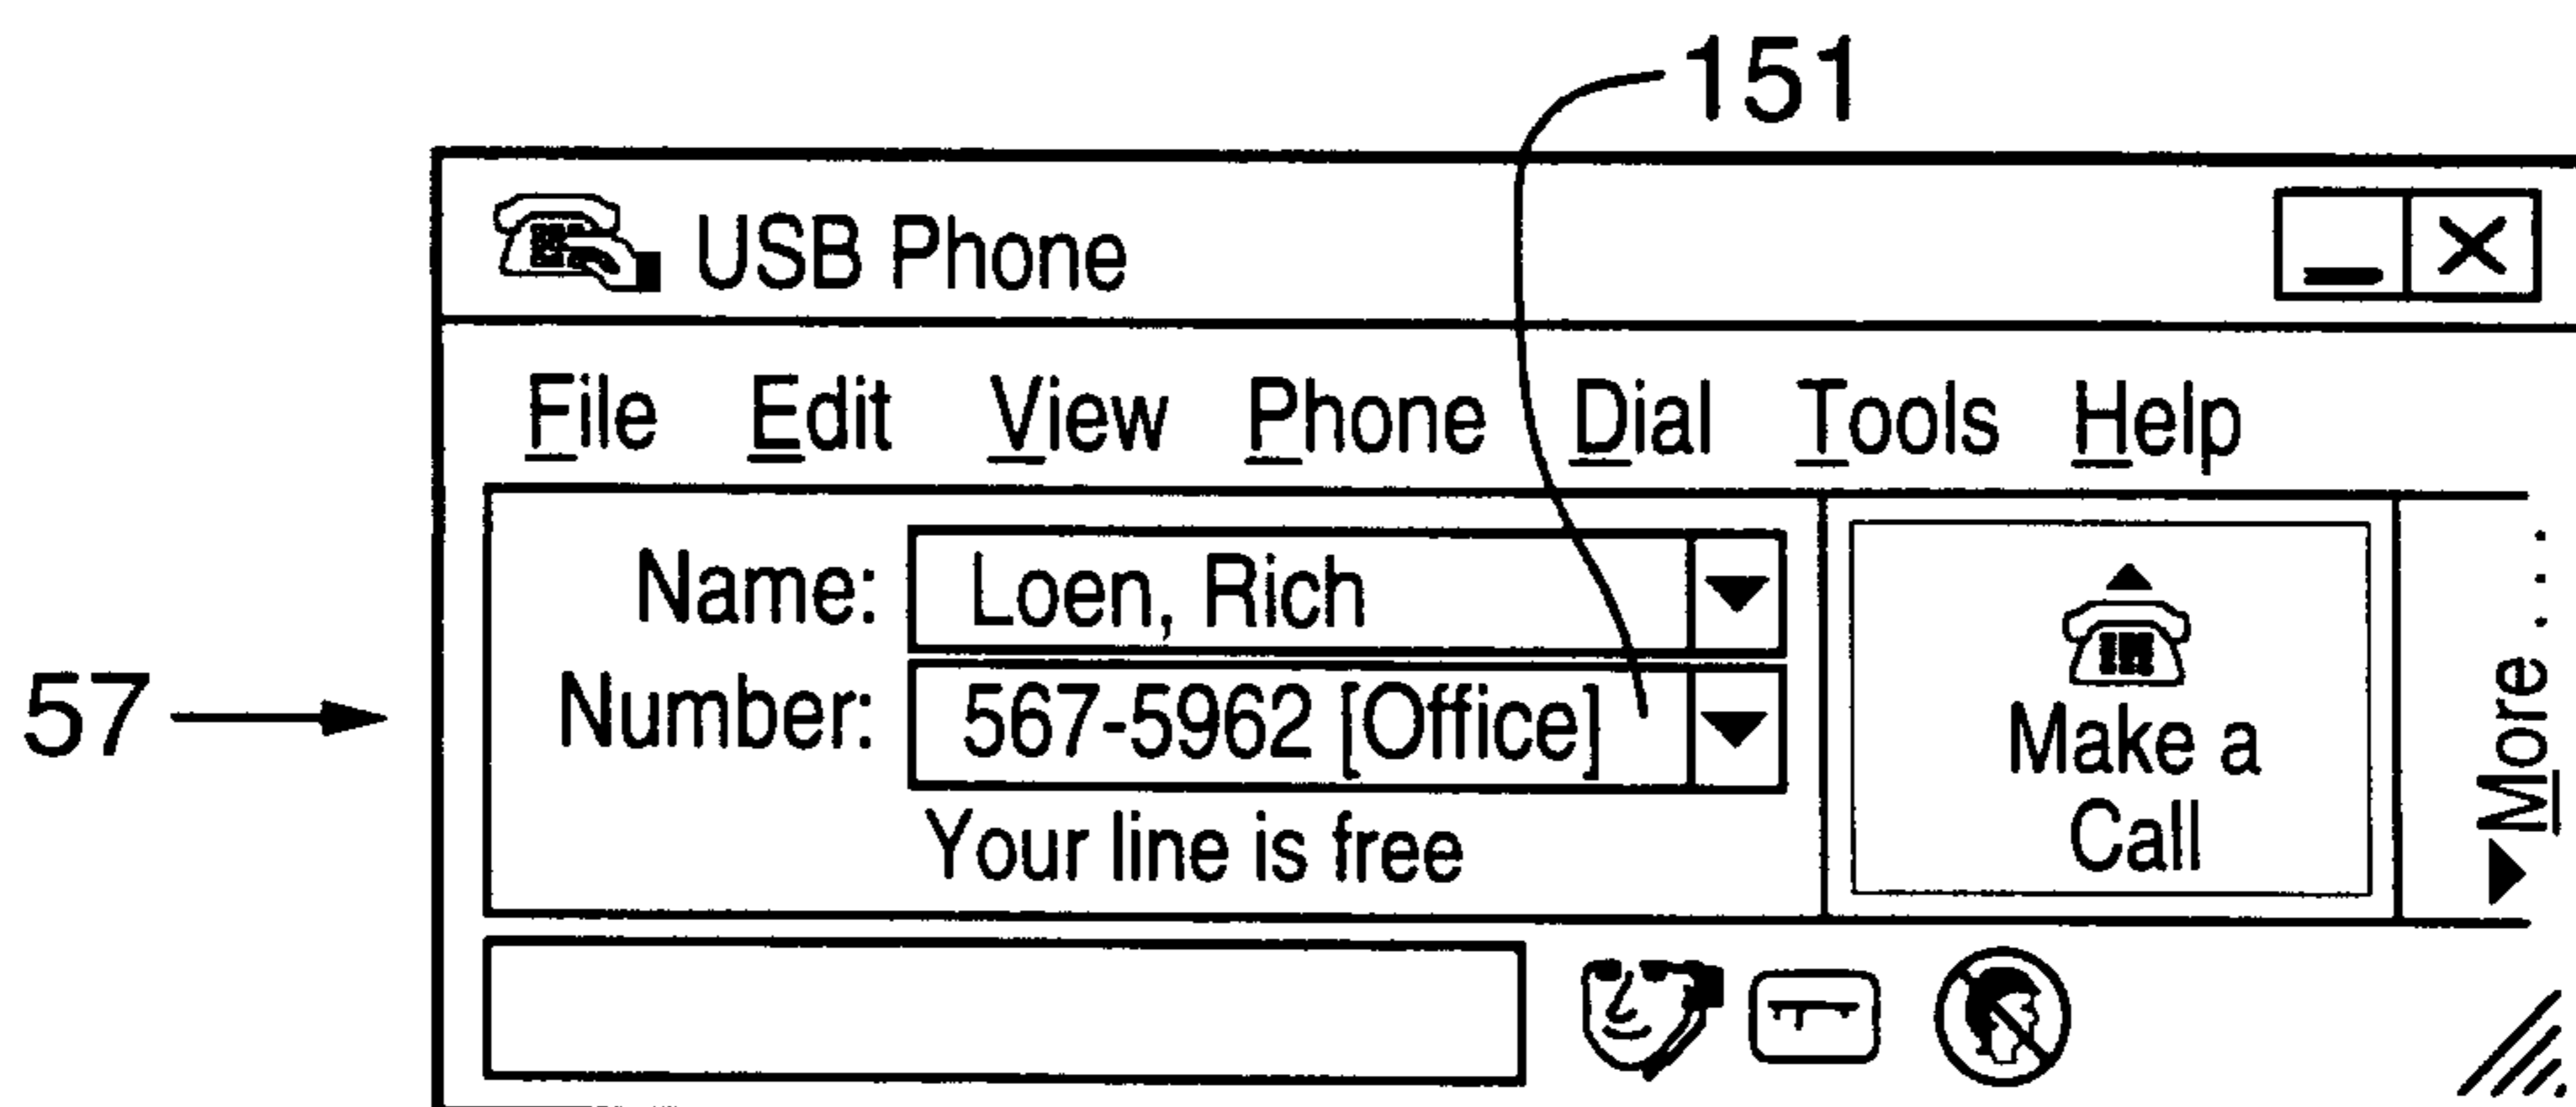 151
USB Phone
File Edit View Phone Dial Tools Help
Name: Loen, Rich
57
Number: 567-5962 [Office]
Your line is free
Make a
Call
More ...